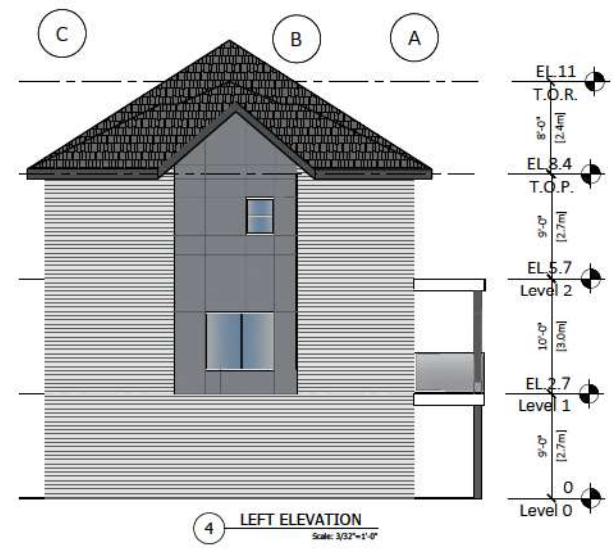 C
B
A
EL.11
T.O.R.
8'-0"
[2.4m]
EL.8.4
T.O.P.
9'-0"
[2.7m]
EL.5.7
Level 2
10'-0"
[3.0m]
EL.2.7
Level 1
9'-0"
[2.7m]
0
Level 0
4 LEFT ELEVATION
Scale: 3/32"=1'-0"